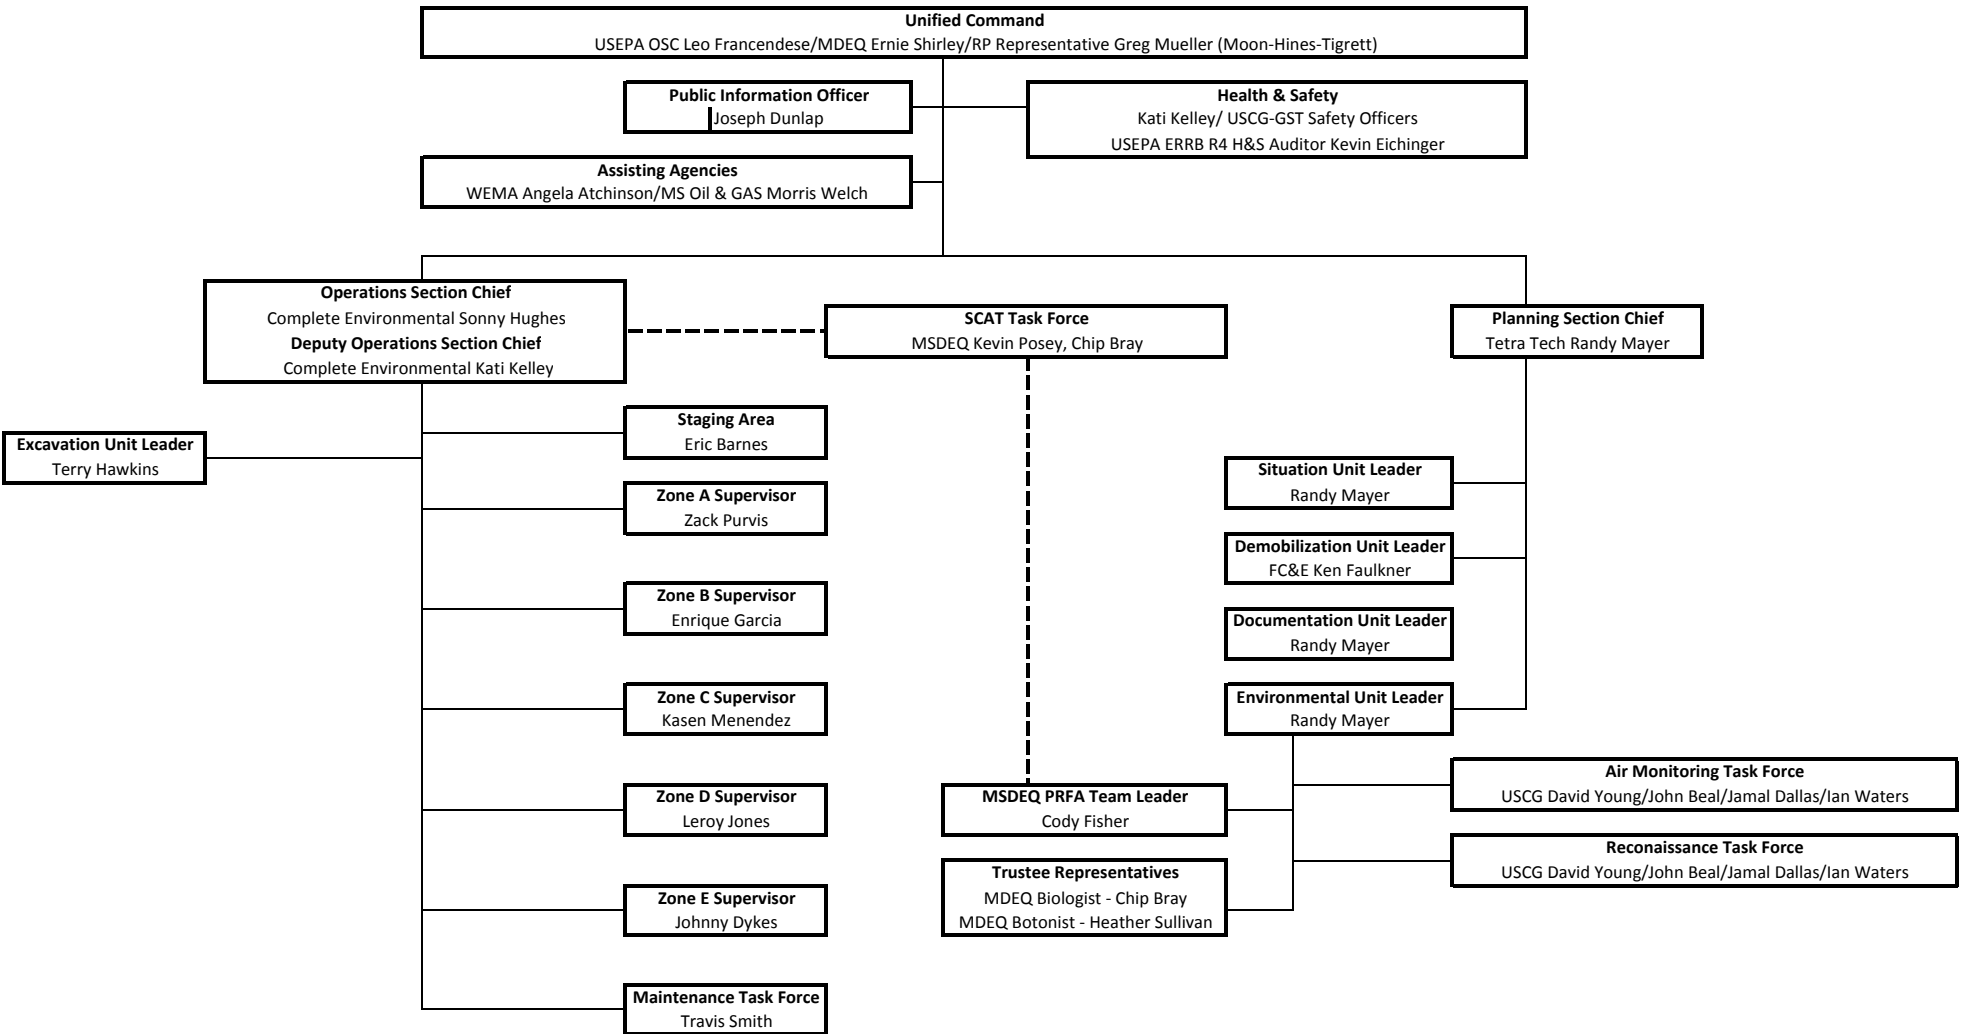 Unified Command
USEPA OSC Leo Francendese/MDEQ Ernie Shirley/RP Representative Greg Mueller (Moon-Hines-Tigrett)
Public Information Officer
Joseph Dunlap
Health & Safety
Kati Kelley/ USCG-GST Safety Officers
USEPA ERRB R4 H&S Auditor Kevin Eichinger
Assisting Agencies
WEMA Angela Atchinson/MS Oil & GAS Morris Welch
Operations Section Chief
Complete Environmental Sonny Hughes
Deputy Operations Section Chief
Complete Environmental Kati Kelley
SCAT Task Force
MSDEQ Kevin Posey, Chip Bray
Planning Section Chief
Tetra Tech Randy Mayer
Excavation Unit Leader
Terry Hawkins
Staging Area
Eric Barnes
Zone A Supervisor
Zack Purvis
Zone B Supervisor
Enrique Garcia
Zone C Supervisor
Kasen Menendez
Zone D Supervisor
Leroy Jones
Zone E Supervisor
Johnny Dykes
Maintenance Task Force
Travis Smith
Situation Unit Leader
Randy Mayer
Demobilization Unit Leader
FC&E Ken Faulkner
Documentation Unit Leader
Randy Mayer
Environmental Unit Leader
Randy Mayer
MSDEQ PRFA Team Leader
Cody Fisher
Trustee Representatives
MDEQ Biologist - Chip Bray
MDEQ Botonist - Heather Sullivan
Air Monitoring Task Force
USCG David Young/John Beal/Jamal Dallas/Ian Waters
Reconaissance Task Force
USCG David Young/John Beal/Jamal Dallas/Ian Waters